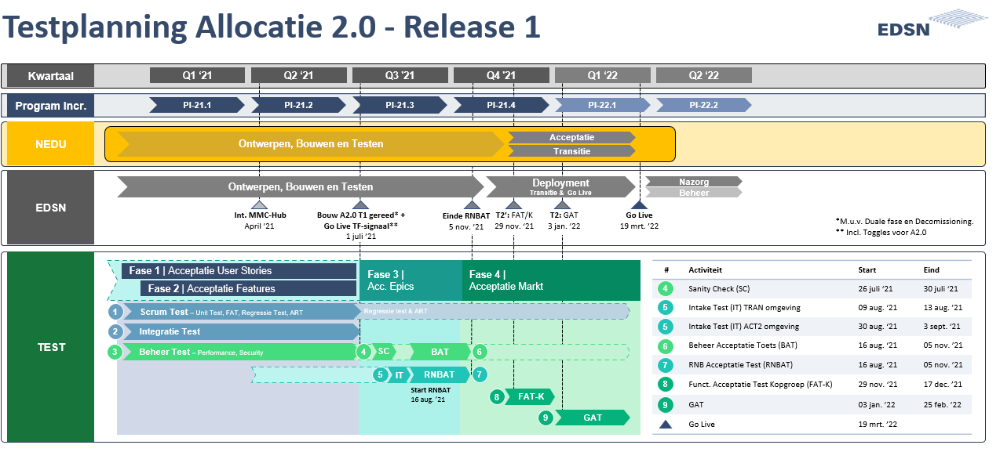 Testplanning Allocatie 2.0 - Release 1
EDSN
Kwartaal
Q1 ‘21
Q2 ‘21
Q3 '21
Q4 '21
Q1 ‘22
Q2 ‘22
Program Incr.
PI-21.1
PI-21.2
PI-21.3
PI-21.4
PI-22.1
PI-22.2
NEDU
Ontwerpen, Bouwen en Testen
Acceptatie
Transitie
EDSN
Ontwerpen, Bouwen en Testen
Deployment
Transitie & Go Live
Nazorg
Beheer
Int. MMC-Hub
April ‘21
Bouw A2.0 T1 gereed* +
Go Live TF-signaal**
1 juli ‘21
Einde RNBAT
5 nov. ‘21
T2’: FAT/K
29 nov. ‘21
T2: GAT
3 jan. ‘22
Go Live
19 mrt. ‘22
*M.u.v. Duale fase en Decomissioning.
** Incl. Toggles voor A2.0
TEST
Fase 1 | Acceptatie User Stories
Fase 2 | Acceptatie Features
Fase 3 |
Acc. Epics
Fase 4 |
Acceptatie Markt
1 Scrum Test – Unit Test, FAT, Regressie Test, ART
Regressie test & ART
2 Integratie Test
3 Beheer Test – Performance, Security
4 SC BAT 6
5 IT RNBAT 7
Start RNBAT
16 aug. ‘21
8 FAT-K
9 GAT
# Activiteit Start Eind
4 Sanity Check (SC) 26 juli ‘21 30 juli ‘21
5 Intake Test (IT) TRAN omgeving 09 aug. ‘21 13 aug. ‘21
5 Intake Test (IT) ACT2 omgeving 30 aug. ‘21 3 sept. ‘21
6 Beheer Acceptatie Toets (BAT) 16 aug. ‘21 05 nov. ‘21
7 RNB Acceptatie Test (RNBAT) 16 aug. ‘21 05 nov. ‘21
8 Funct. Acceptatie Test Kopgroep (FAT-K) 29 nov. ‘21 17 dec. ‘21
9 GAT 03 jan. ‘22 25 feb. ‘22
Go Live 19 mrt. ‘22